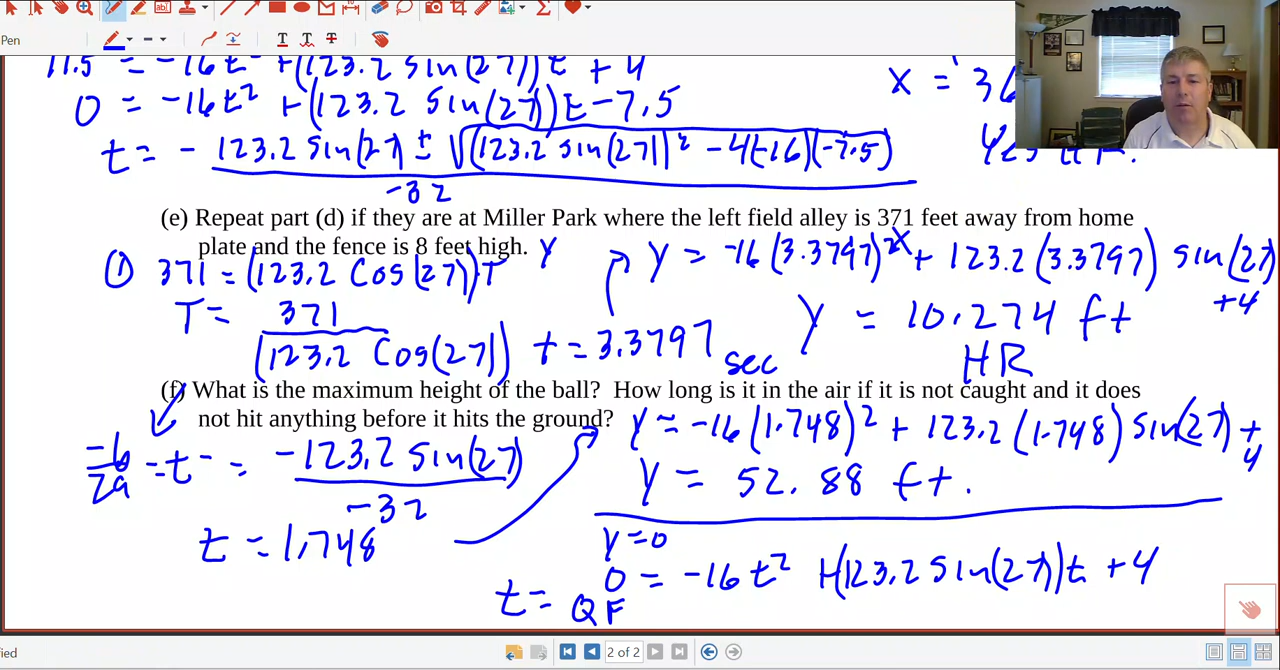 Pen
11.5 = -16t² + (123.2 sin(27))t + 4
0 = -16t² + (123.2 sin(27))t - 7.5
t = - 123.2 sin(27) ± √(123.2 sin(27))² - 4(-16)(-7.5)
-32
x = 36
Yes HR.
(e) Repeat part (d) if they are at Miller Park where the left field alley is 371 feet away from home
plate and the fence is 8 feet high.
① 371 = (123.2 Cos(27))T
Y
X
T = 371
(123.2 Cos(27))
t = 3.3797 sec
Y = -16(3.3797)² + 123.2(3.3797) sin(27)
+4
Y = 10.274 ft
HR
(f) What is the maximum height of the ball? How long is it in the air if it is not caught and it does
not hit anything before it hits the ground?
-b
2a
= t = -123.2 sin(27)
-32
t = 1.748
Y = -16(1.748)² + 123.2(1.748) sin(27) +
4
Y = 52.88 ft.
Y=0
0 = -16t² + (123.2 sin(27))t + 4
t = QF
fied
2 of 2